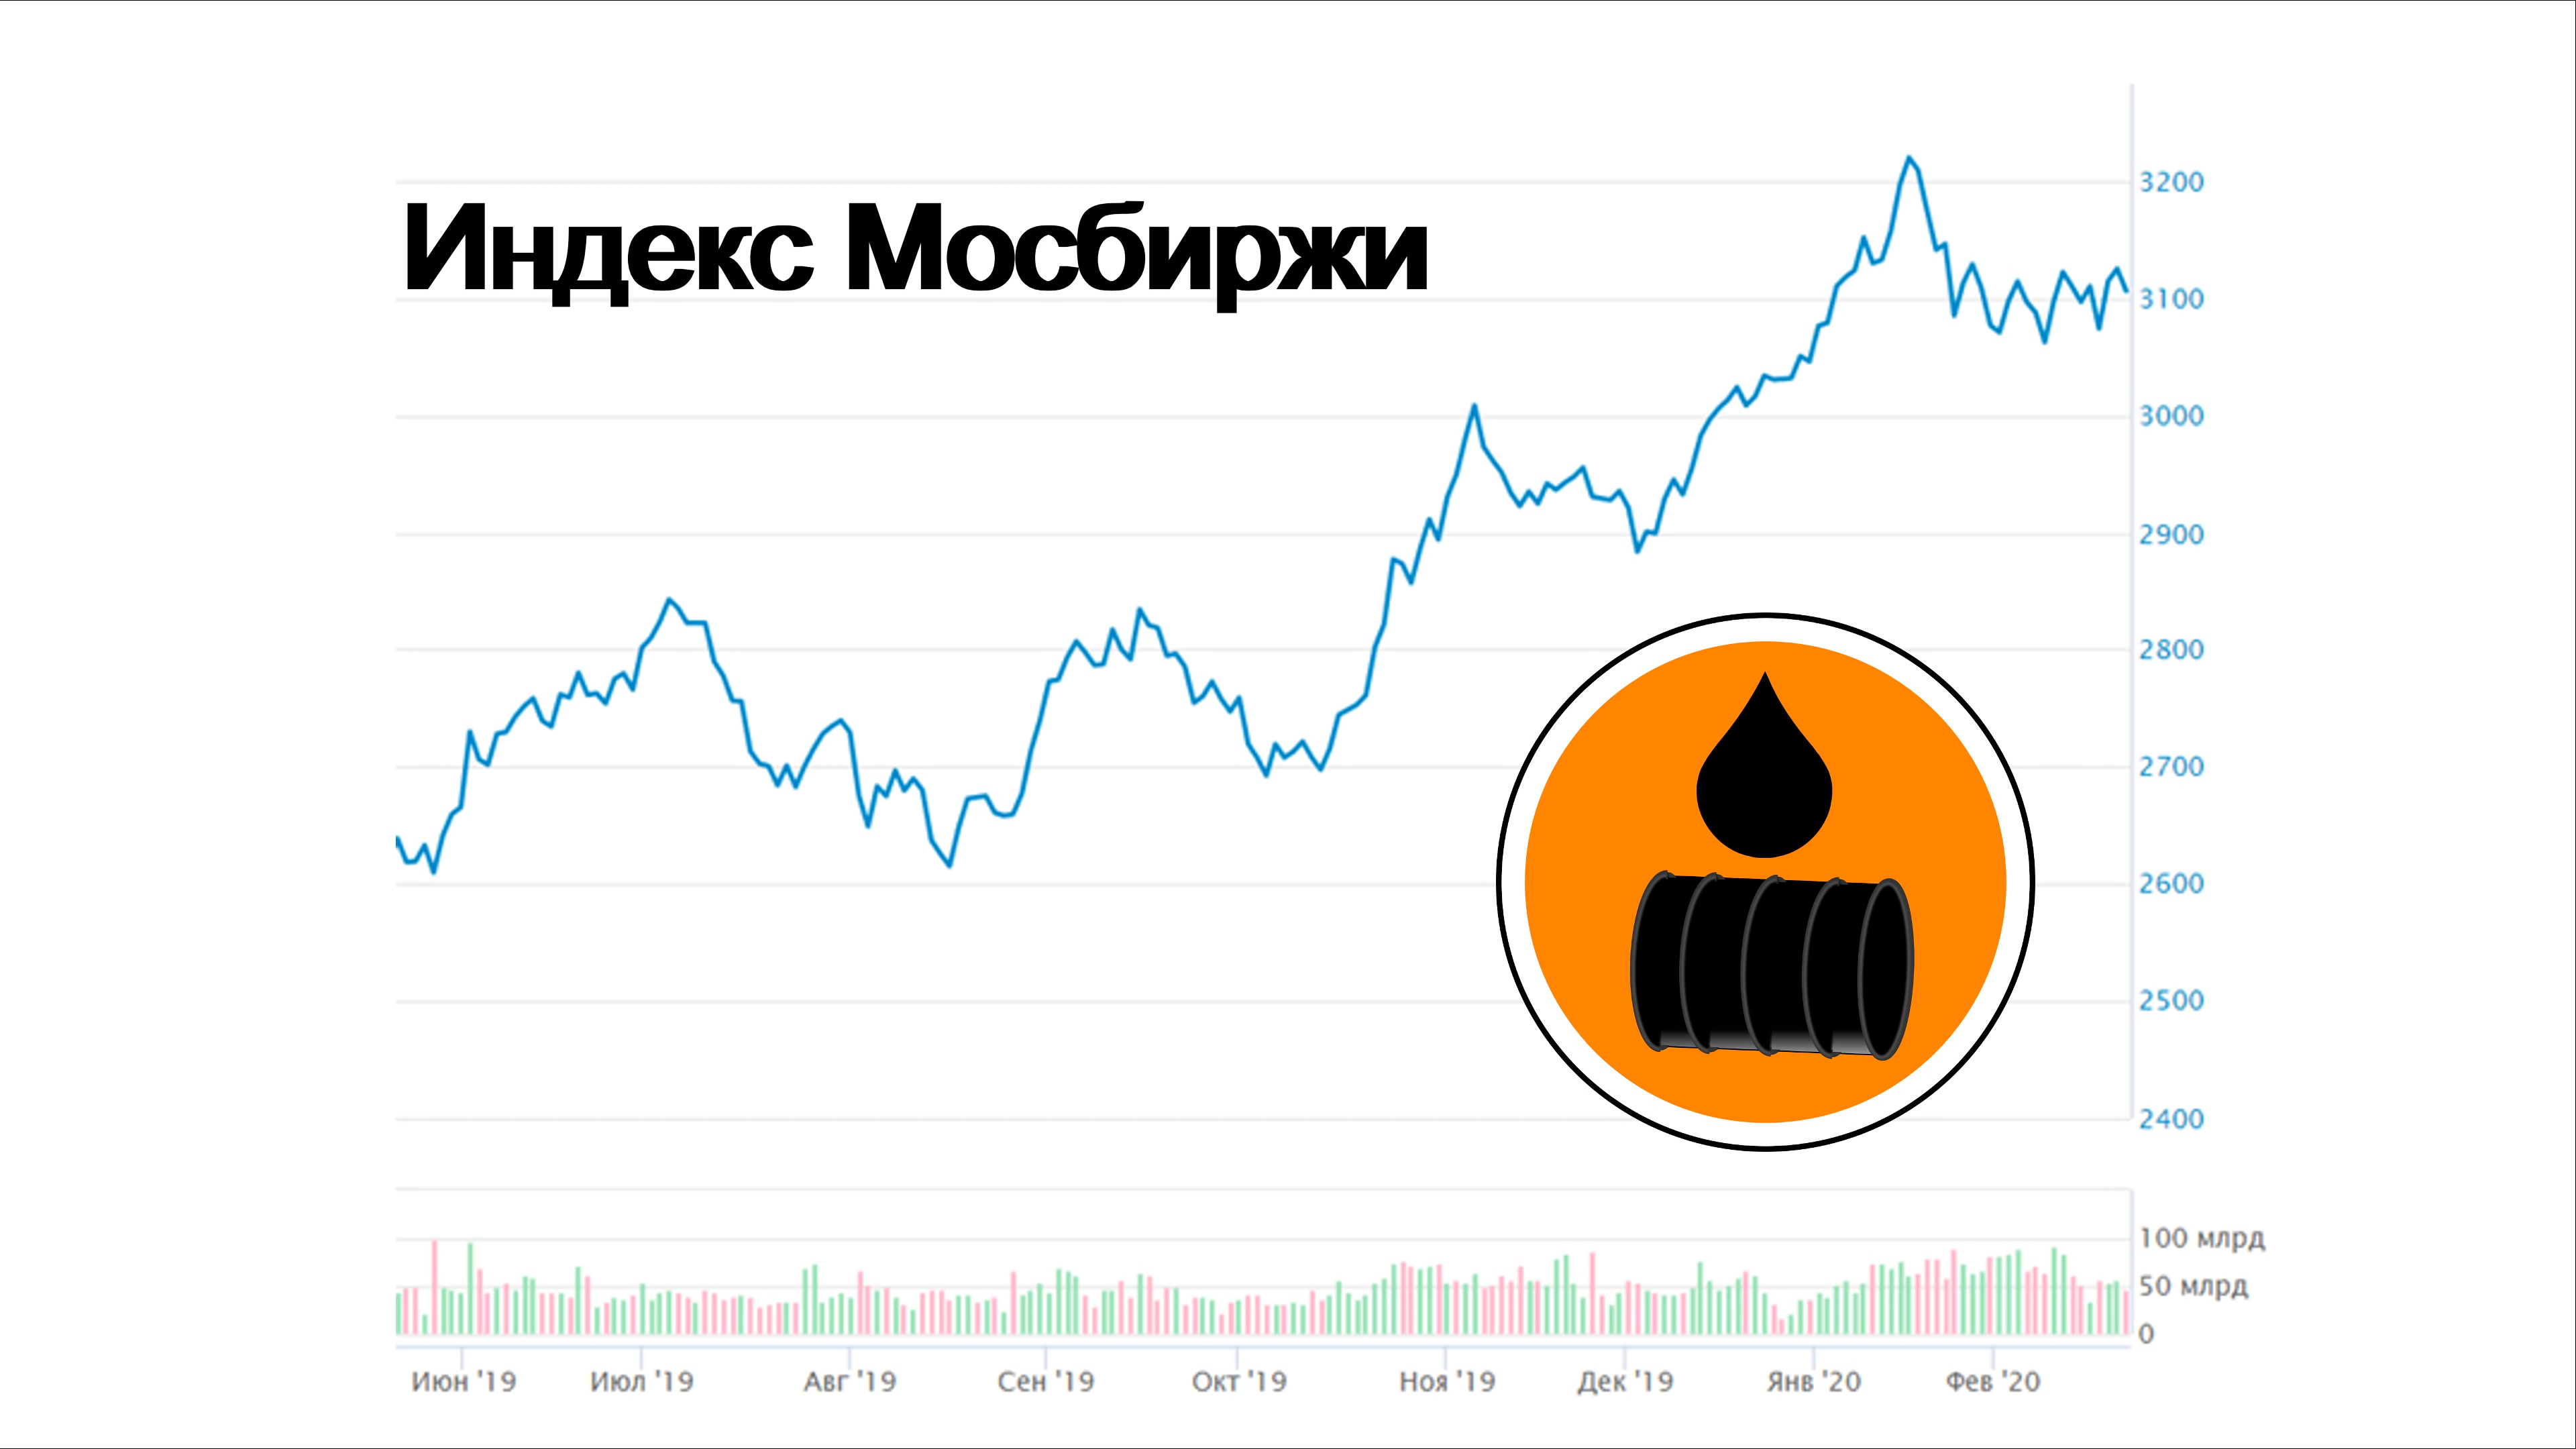 Индекс Мосбиржи
3200
3100
3000
2900
2800
2700
2600
2500
2400
100 млрд
50 млрд
0
Июн '19 Июл '19 Авг '19 Сен '19 Окт '19 Ноя '19 Дек '19 Янв '20 Фев '20